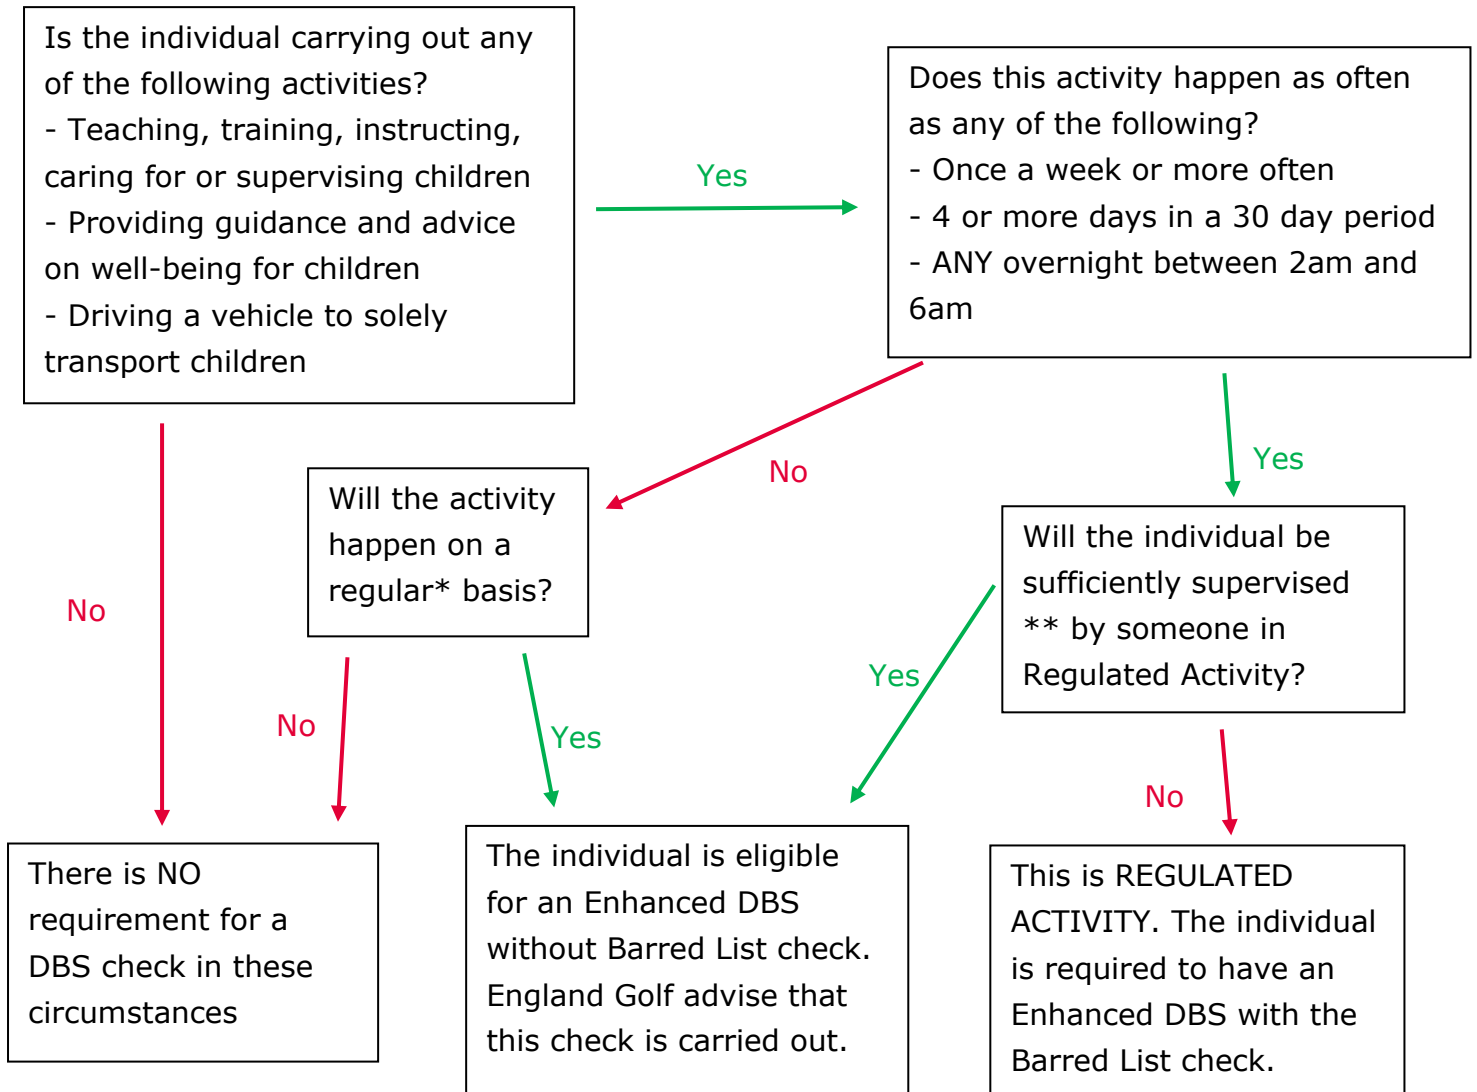 Is the individual carrying out any
of the following activities?
- Teaching, training, instructing,
caring for or supervising children
- Providing guidance and advice
on well-being for children
- Driving a vehicle to solely
transport children
Yes
Does this activity happen as often
as any of the following?
- Once a week or more often
- 4 or more days in a 30 day period
- ANY overnight between 2am and
6am
No
Yes
Will the activity
happen on a
regular* basis?
Will the individual be
sufficiently supervised
** by someone in
Regulated Activity?
No
No
Yes
Yes
No
There is NO
requirement for a
DBS check in these
circumstances
The individual is eligible
for an Enhanced DBS
without Barred List check.
England Golf advise that
this check is carried out.
This is REGULATED
ACTIVITY. The individual
is required to have an
Enhanced DBS with the
Barred List check.